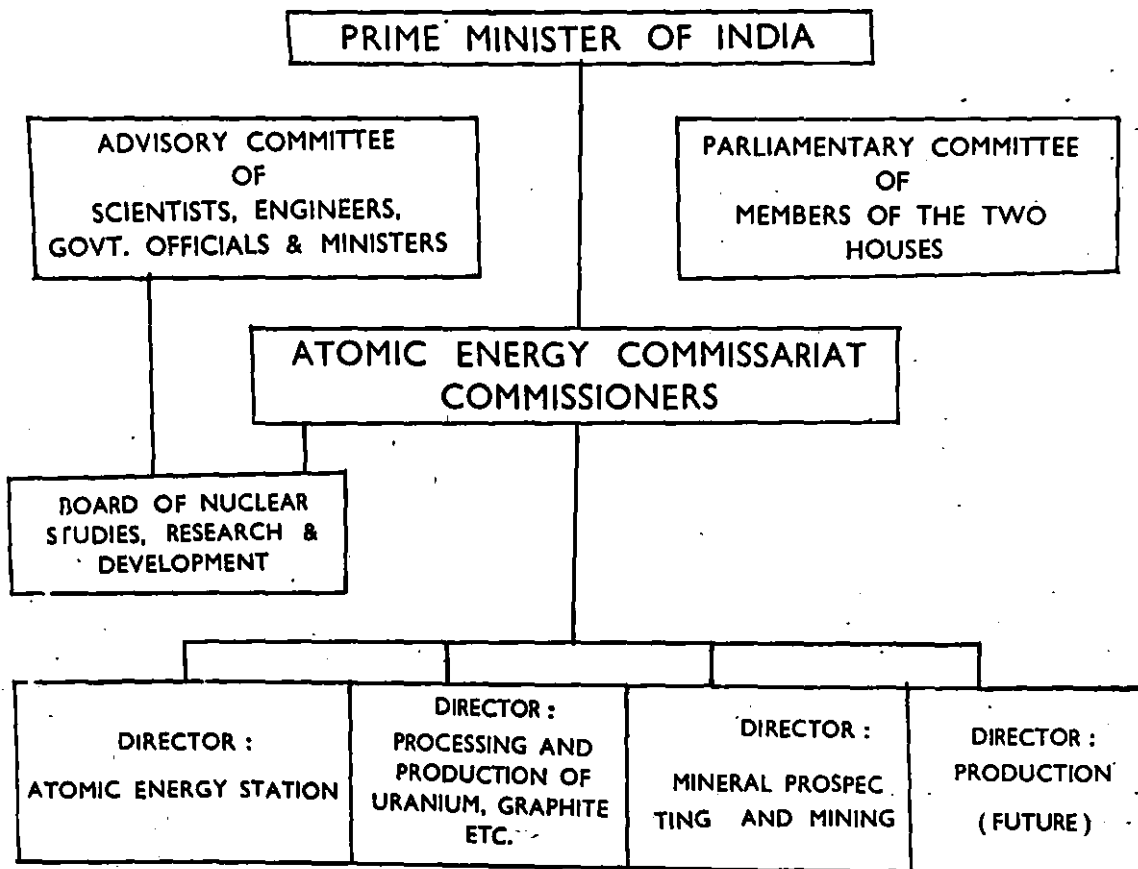 PRIME MINISTER OF INDIA
ADVISORY COMMITTEE
OF
SCIENTISTS, ENGINEERS,
GOVT. OFFICIALS & MINISTERS
PARLIAMENTARY COMMITTEE
OF
MEMBERS OF THE TWO
HOUSES
ATOMIC ENERGY COMMISSARIAT
COMMISSIONERS
BOARD OF NUCLEAR
STUDIES, RESEARCH &
DEVELOPMENT
DIRECTOR :
ATOMIC ENERGY STATION
DIRECTOR :
PROCESSING AND
PRODUCTION OF
URANIUM, GRAPHITE
ETC.
DIRECTOR :
MINERAL PROSPEC
TING AND MINING
DIRECTOR :
PRODUCTION
( FUTURE )